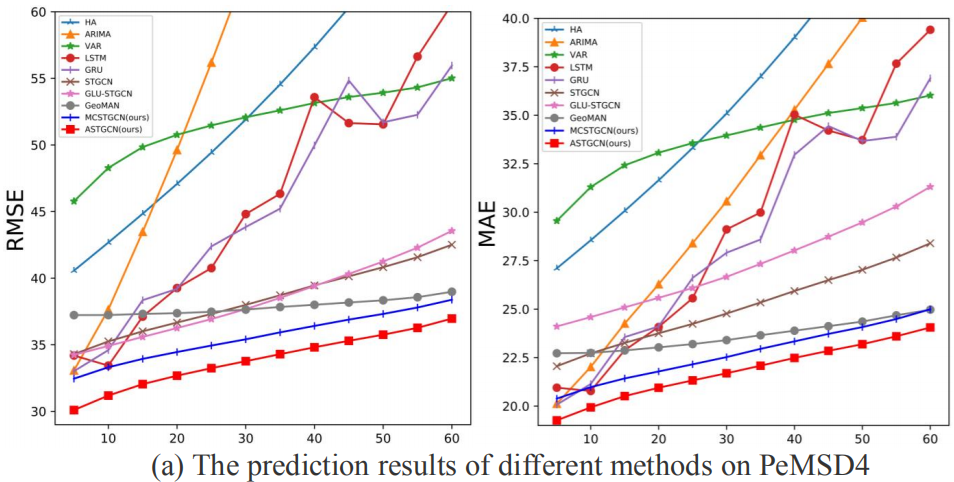 60
55
50
45
40
35
30
RMSE
10 20 30 40 50 60
HA
ARIMA
VAR
LSTM
GRU
STGCN
GLU-STGCN
GeoMAN
MCSTGCN(ours)
ASTGCN(ours)
40.0
37.5
35.0
32.5
30.0
27.5
25.0
22.5
20.0
MAE
10 20 30 40 50 60
HA
ARIMA
VAR
LSTM
GRU
STGCN
GLU-STGCN
GeoMAN
MCSTGCN(ours)
ASTGCN(ours)
(a) The prediction results of different methods on PeMSD4